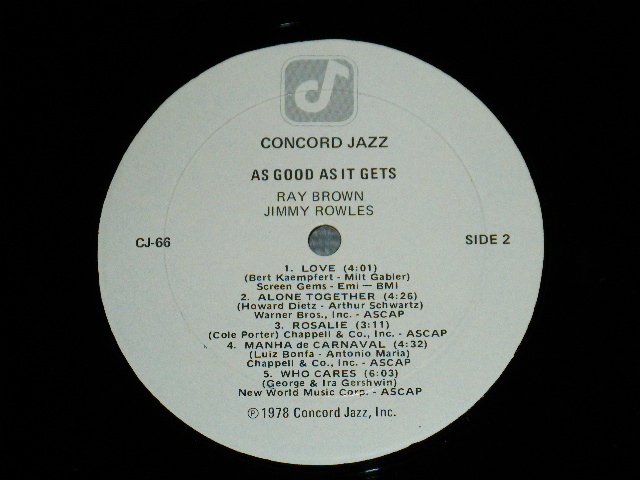 CONCORD JAZZ
AS GOOD AS IT GETS
RAY BROWN
JIMMY ROWLES
CJ-66
SIDE 2
1. LOVE (4:01)
(Bert Kaempfert - Milt Gabler)
Screen Gems - Emi — BMI
2. ALONE TOGETHER (4:26)
(Howard Dietz - Arthur Schwartz)
Warner Bros., Inc. - ASCAP
3. ROSALIE (3:11)
(Cole Porter) Chappell & Co., Inc. - ASCAP
4. MANHA de CARNAVAL (4:32)
(Luiz Bonfa - Antonio Maria)
Chappell & Co., Inc. - ASCAP
5. WHO CARES (6:03)
(George & Ira Gershwin)
New World Music Corp. - ASCAP
℗ 1978 Concord Jazz, Inc.